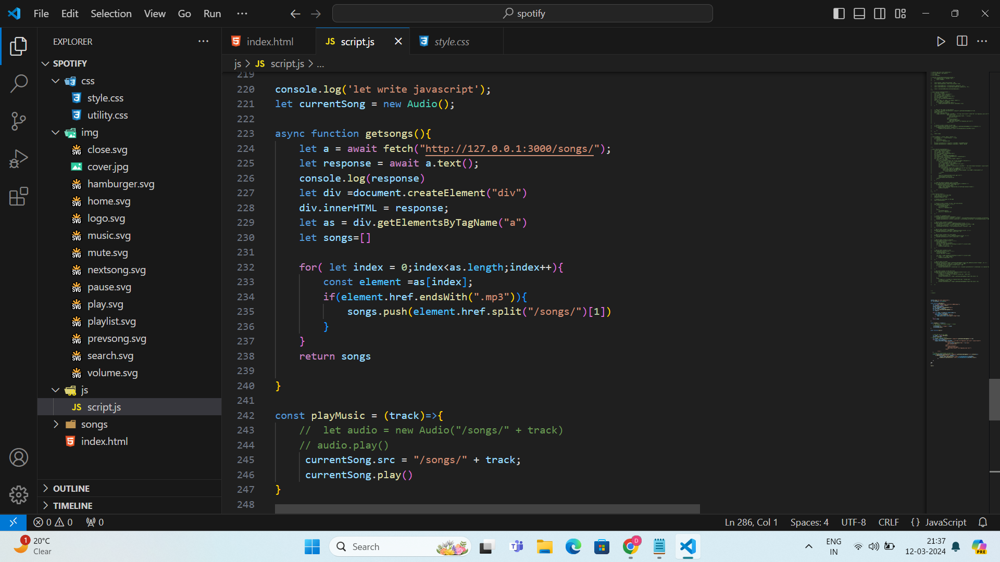 File Edit Selection View Go Run ...
spotify
EXPLORER
index.html
JS script.js
style.css
SPOTIFY
js > JS script.js > ...
css
style.css
utility.css
img
close.svg
cover.jpg
hamburger.svg
home.svg
logo.svg
music.svg
mute.svg
nextsong.svg
pause.svg
play.svg
playlist.svg
prevsong.svg
search.svg
volume.svg
js
JS script.js
songs
index.html
OUTLINE
TIMELINE
219
220 console.log('let write javascript');
221 let currentSong = new Audio();
222
223 async function getsongs(){
224 let a = await fetch("http://127.0.0.1:3000/songs/");
225 let response = await a.text();
226 console.log(response)
227 let div =document.createElement("div")
228 div.innerHTML = response;
229 let as = div.getElementsByTagName("a")
230 let songs=[]
231
232 for( let index = 0;index<as.length;index++){
233 const element =as[index];
234 if(element.href.endsWith(".mp3")){
235 songs.push(element.href.split("/songs/")[1])
236 }
237 }
238 return songs
239
240 }
241
242 const playMusic = (track)=>{
243 //  let audio = new Audio("/songs/" + track)
244 // audio.play()
245 currentSong.src = "/songs/" + track;
246 currentSong.play()
247 }
248
0 0 0
Ln 286, Col 1 Spaces: 4 UTF-8 CRLF {} JavaScript
1
20°C
Clear
Search
D
PRE
ENG
IN
21:37
12-03-2024